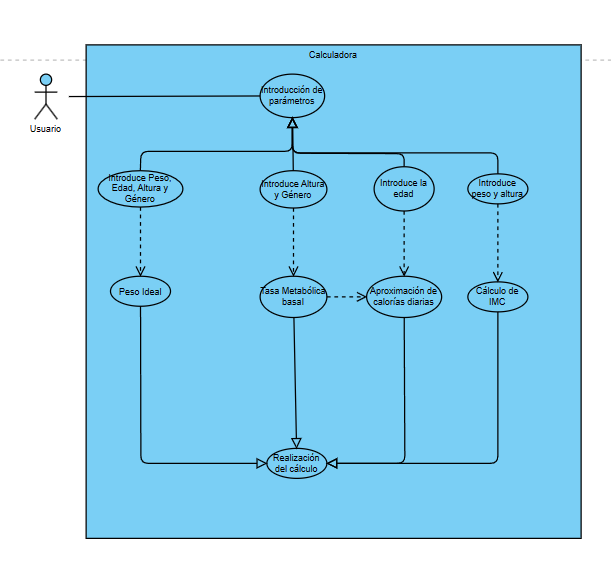 Calculadora
Usuario
Introducción de
parámetros
Introduce Peso,
Edad, Altura y
Género
Introduce Altura
y Género
Introduce la
edad
Introduce
peso y altura
Peso Ideal
Tasa Metabólica
basal
Aproximación de
calorías diarias
Cálculo de
IMC
Realización
del cálculo